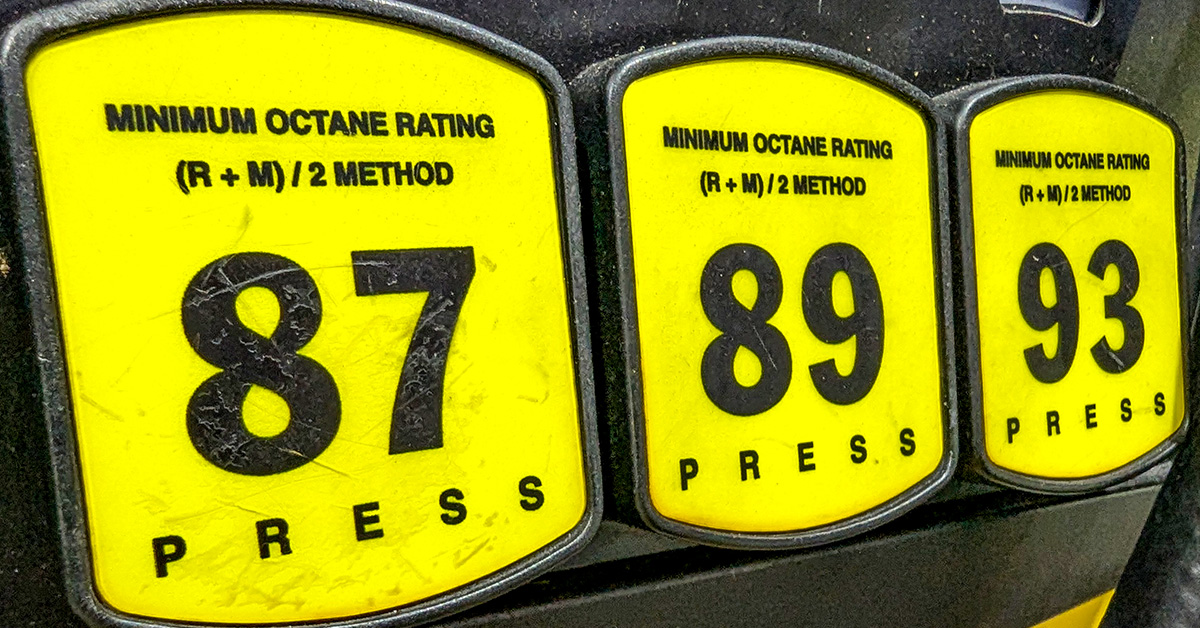 MINIMUM OCTANE RATING
(R + M) / 2 METHOD
87
PRESS
MINIMUM OCTANE RATING
(R + M) / 2 METHOD
89
PRESS
MINIMUM OCTANE RATING
(R + M) / 2 METHOD
93
PRESS